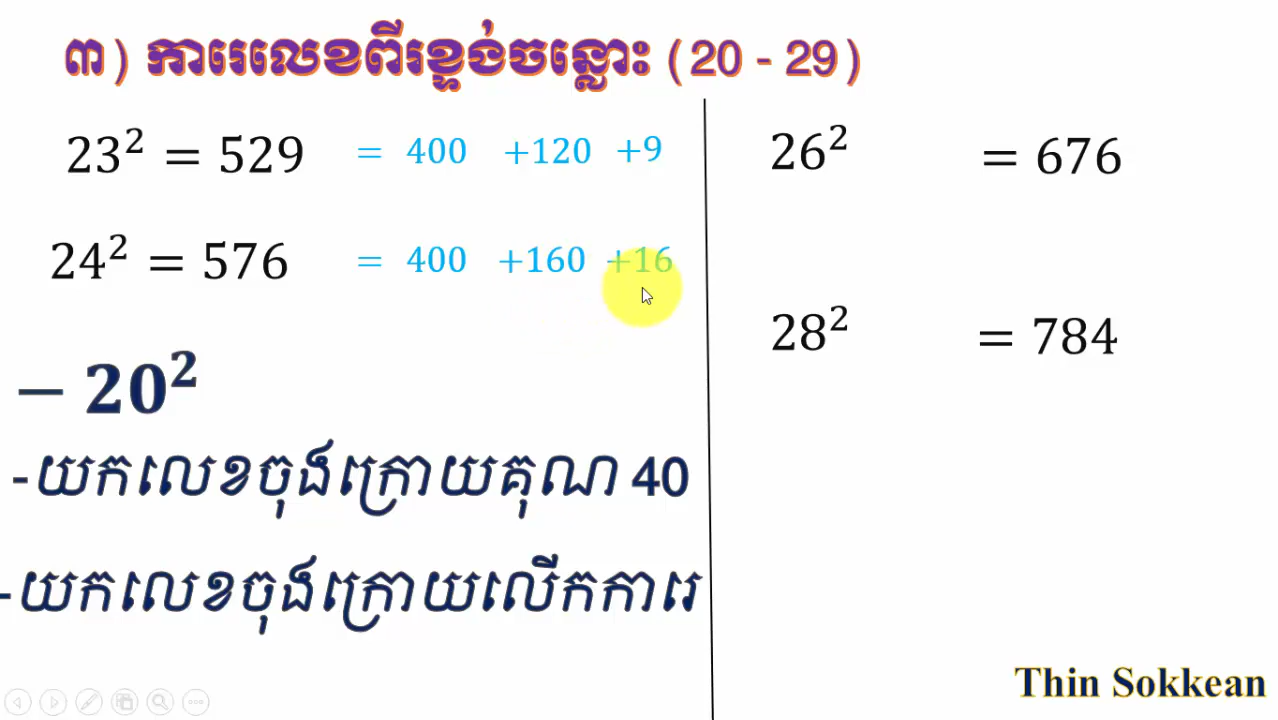 ៣) ការេលេខពីរខ្ទង់ចន្លោះ (20 - 29)
23² = 529 = 400 +120 +9
24² = 576 = 400 +160 +16
- 20²
-យកលេខចុងក្រោយគុណ 40
-យកលេខចុងក្រោយលើកការេ
26² = 676
28² = 784
Thin Sokkean